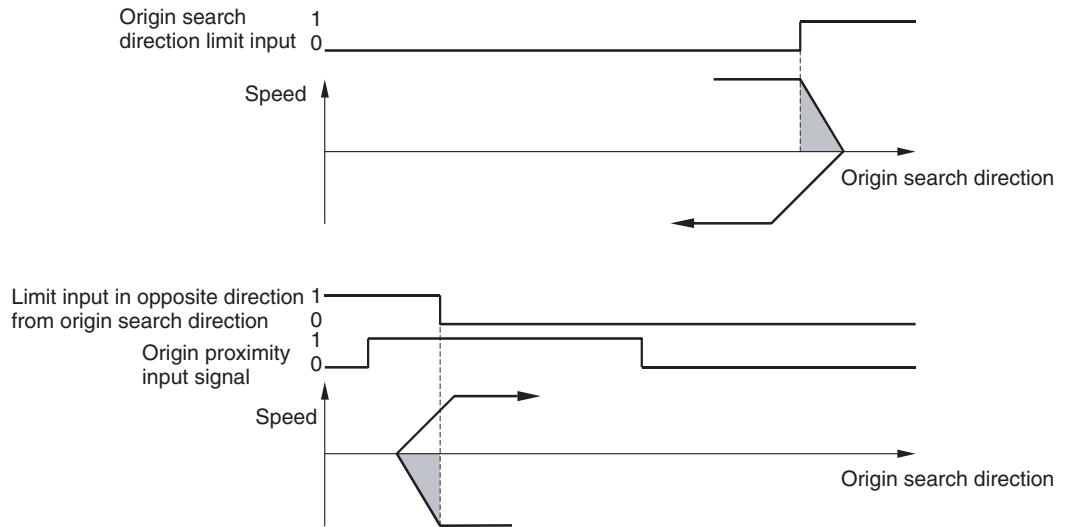 Origin search
direction limit input
1
0
Speed
Origin search direction
Limit input in opposite direction
from origin search direction
1
0
Origin proximity
input signal
1
0
Speed
Origin search direction